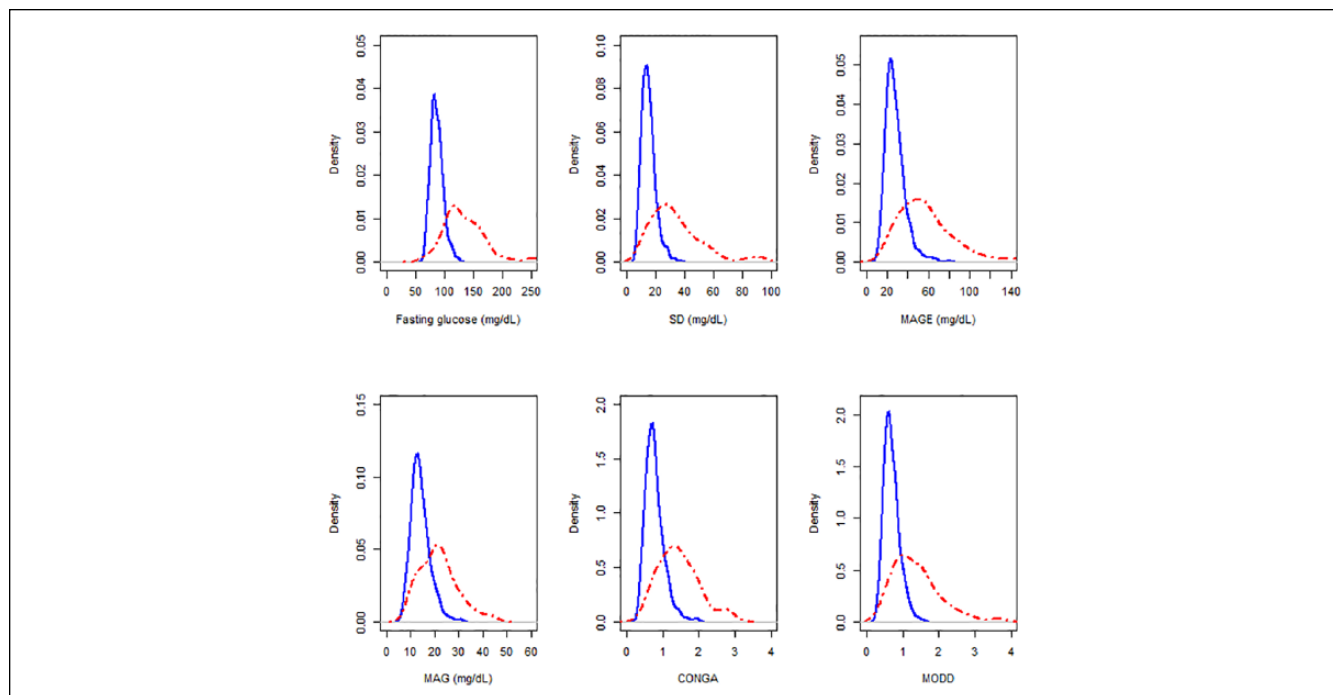 0.05
0.04
0.03
0.02
0.01
0.00
Density
0 50 100 150 200 250
Fasting glucose (mg/dL)
0.10
0.08
0.06
0.04
0.02
0.00
Density
0 20 40 60 80 100
SD (mg/dL)
0.05
0.04
0.03
0.02
0.01
0.00
Density
0 20 60 100 140
MAGE (mg/dL)
0.15
0.10
0.05
0.00
Density
0 10 20 30 40 50 60
MAG (mg/dL)
2.0
1.5
1.0
0.5
0.0
Density
0 1 2 3 4
CONGA
2.0
1.5
1.0
0.5
0.0
Density
0 1 2 3 4
MODD